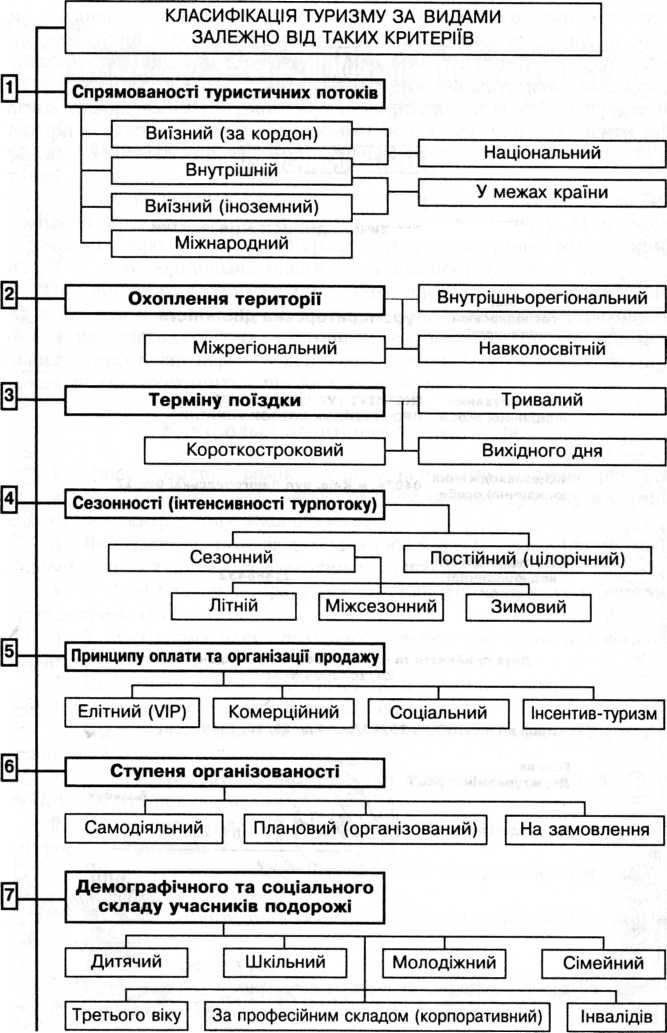 КЛАСИФІКАЦІЯ ТУРИЗМУ ЗА ВИДАМИ
ЗАЛЕЖНО ВІД ТАКИХ КРИТЕРІЇВ
1
Спрямованості туристичних потоків
Виїзний (за кордон)
Національний
Внутрішній
У межах країни
Виїзний (іноземний)
Міжнародний
2
Охоплення території
Внутрішньорегіональний
Міжрегіональний
Навколосвітній
3
Терміну поїздки
Тривалий
Короткостроковий
Вихідного дня
4
Сезонності (інтенсивності турпотоку)
Сезонний
Постійний (цілорічний)
Літній
Міжсезонний
Зимовий
5
Принципу оплати та організації продажу
Елітний (VIP)
Комерційний
Соціальний
Інсентив-туризм
6
Ступеня організованості
Самодіяльний
Плановий (організований)
На замовлення
7
Демографічного та соціального
складу учасників подорожі
Дитячий
Шкільний
Молодіжний
Сімейний
Третього віку
За професійним складом (корпоративний)
Інвалідів